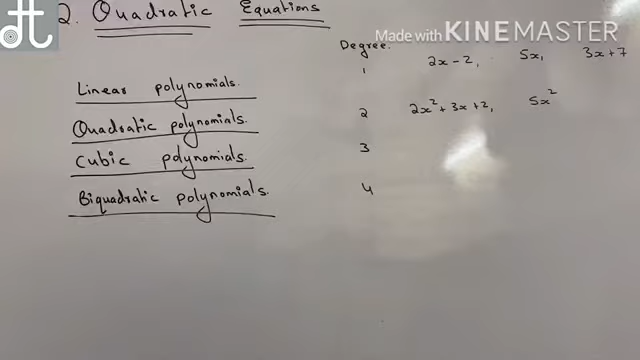 2. Quadratic Equations
Made with KINEMASTER
Degree.
Linear polynomials. 1 2x - 2, 5x, 3x + 7
Quadratic polynomials. 2 2x² + 3x + 2, 5x²
Cubic polynomials. 3
Biquadratic polynomials. 4